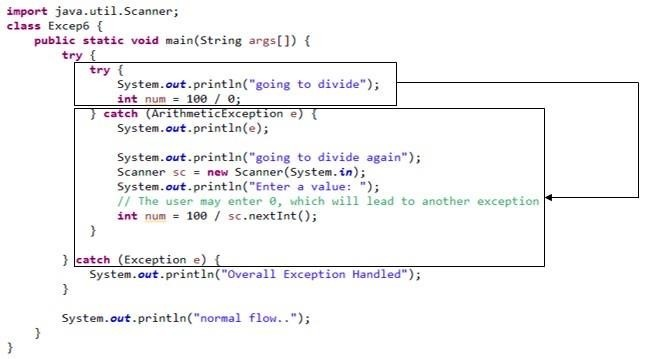 import java.util.Scanner;
class Excep6 {
    public static void main(String args[]) {
        try {
            try {
                System.out.println("going to divide");
                int num = 100 / 0;
            } catch (ArithmeticException e) {
                System.out.println(e);

                System.out.println("going to divide again");
                Scanner sc = new Scanner(System.in);
                System.out.println("Enter a value: ");
                // The user may enter 0, which will lead to another exception
                int num = 100 / sc.nextInt();
            }

        } catch (Exception e) {
            System.out.println("Overall Exception Handled");
        }

        System.out.println("normal flow..");
    }
}